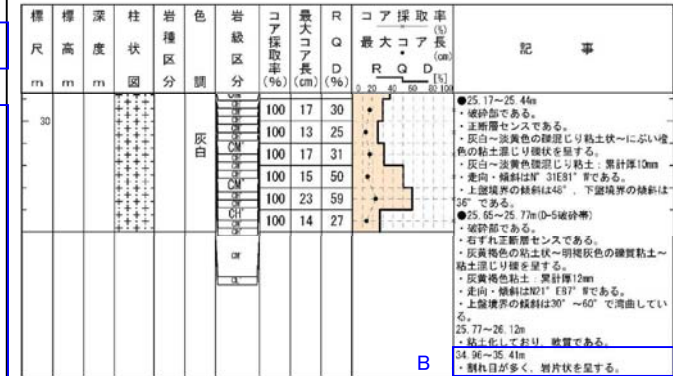 標尺 m
標高 m
深度 m
柱状図
岩種区分
色調
岩級区分
コア採取率(%)
最大コア長(cm)
RQD(%)
コア採取率(%)
最大コア長(cm)
RQD[%]
0 20 40 60 80 100
記事
30
灰白
100 17 30
100 13 25
CM
100 17 31
100 15 50
CM
100 23 59
CH
100 14 27
CM
CL
●25.17～25.44m
・破砕部である。
・正断層センスである。
・灰白～淡黄色の礫混じり粘土状～にぶい橙
色の粘土混じり礫状を呈する。
・灰白～淡黄色礫混じり粘土：累計厚10mm
・走向・傾斜はN°31E81°Wである。
・上盤境界の傾斜は48°、下盤境界の傾斜は
36°である。
●25.65～25.77m(D-5破砕帯)
・破砕部である。
・右ずれ正断層センスである。
・灰黄褐色の粘土状～明褐灰色の礫質粘土～
粘土混じり礫を呈する。
・灰黄褐色粘土：累計厚12mm
・走向・傾斜はN21°E87°Wである。
・上盤境界の傾斜は30°～60°で湾曲してい
る。
25.77～26.12m
・粘土化しており、軟質である。
34.96～35.41m
・割れ目が多く、岩片状を呈する。
B